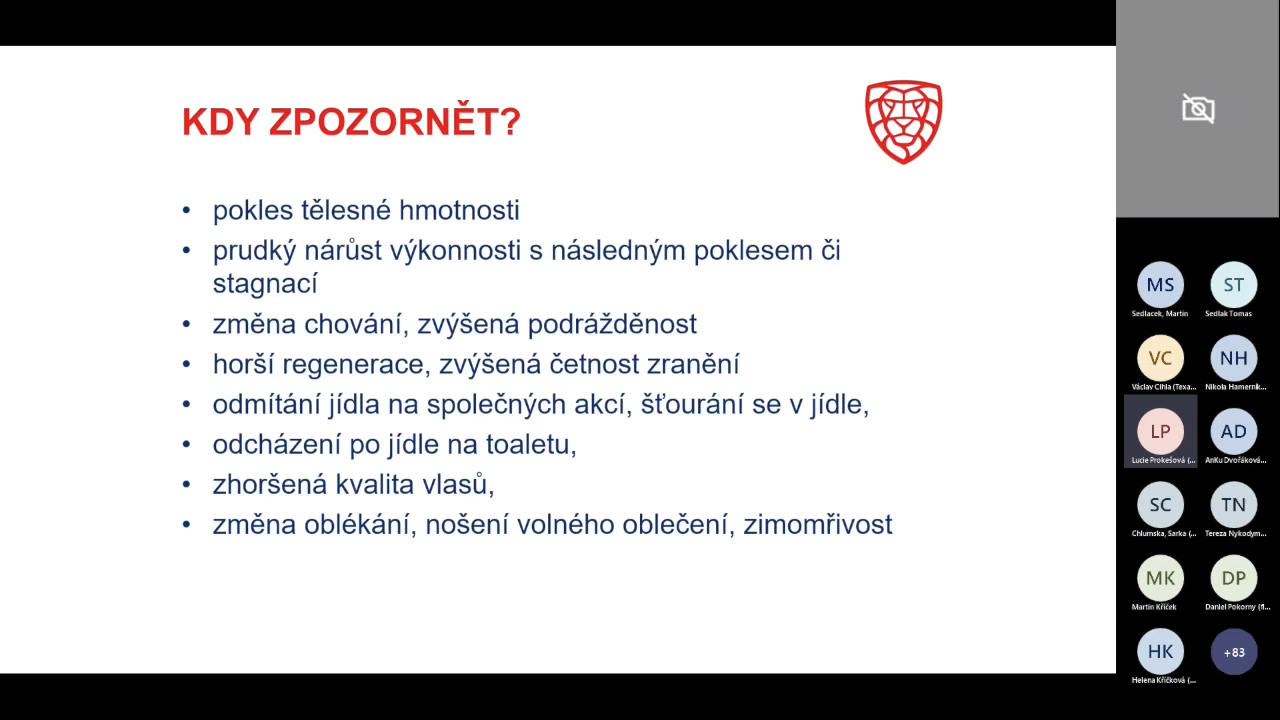 KDY ZPOZORNĚT?
• pokles tělesné hmotnosti
• prudký nárůst výkonnosti s následným poklesem či
stagnací
• změna chování, zvýšená podrážděnost
• horší regenerace, zvýšená četnost zranění
• odmítání jídla na společných akcí, šťourání se v jídle,
• odcházení po jídle na toaletu,
• zhoršená kvalita vlasů,
• změna oblékání, nošení volného oblečení, zimomřivost
MS
Sedlacek, Martin
ST
Sedlak Tomas
VC
Václav Cihla (Texa...
NH
Nikola Hamerník...
LP
Lucie Prokešová (...
AD
AnKu Dvořáková...
SC
Chlumska, Sarka (...
TN
Tereza Nykodym...
MK
Martin Kříček
DP
Daniel Pokorny (fl...
HK
Helena Křičková (...
+83